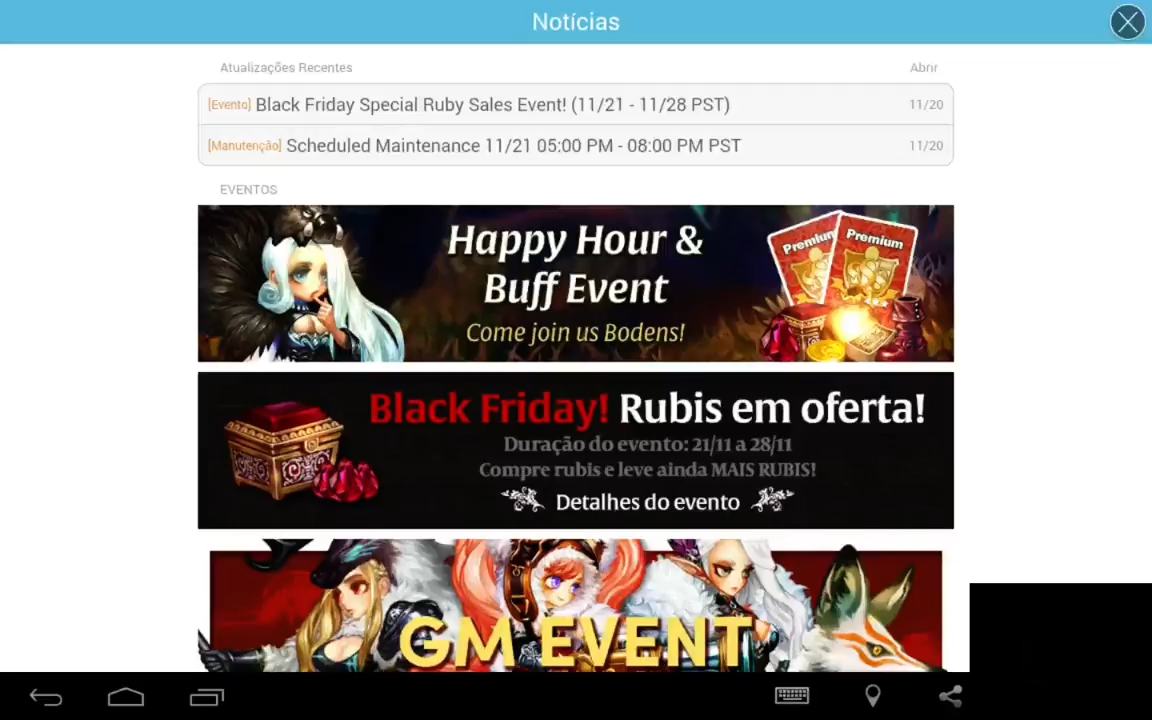 Notícias
Atualizações Recentes Abrir
[Evento] Black Friday Special Ruby Sales Event! (11/21 - 11/28 PST) 11/20
[Manutenção] Scheduled Maintenance 11/21 05:00 PM - 08:00 PM PST 11/20
EVENTOS
Happy Hour &
Buff Event
Come join us Bodens!
Premium
Premium
Black Friday! Rubis em oferta!
Duração do evento: 21/11 a 28/11
Compre rubis e leve ainda MAIS RUBIS!
Detalhes do evento
GM EVENT